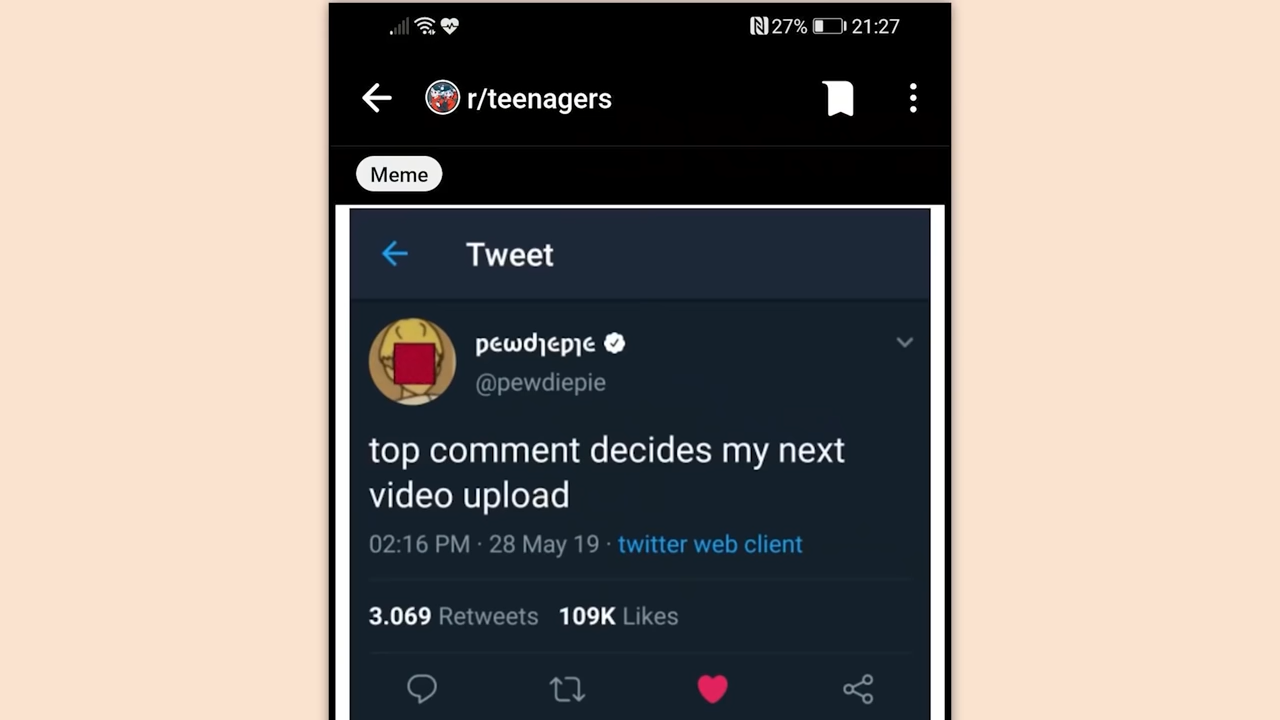 27% 21:27
r/teenagers
Meme
Tweet
pєωdɿєpɿє
@pewdiepie
top comment decides my next
video upload
02:16 PM · 28 May 19 · twitter web client
3.069 Retweets 109K Likes